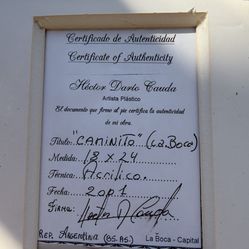 Certificado de Autenticidad
Certificate of Authenticity
Héctor Darío Cauda
Artista Plástico
El documento que firmo al pie certifica la autenticidad
de mi obra.
Título: "CAMINITO" (La Boca)
Medida: 18 x 24
Técnica: Acrílico.
Fecha: 2001
Firma: Hector D Cauda
REP. ARGENTINA (BS.AS.) La Boca - Capital